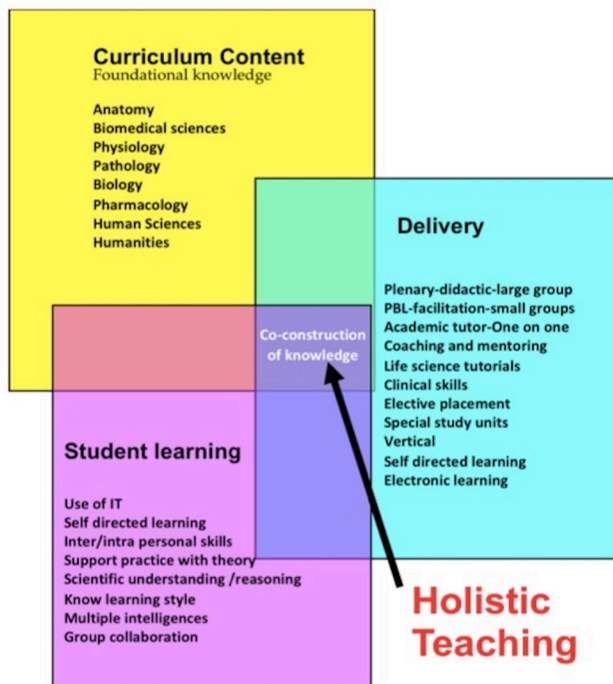 Curriculum Content
Foundational knowledge
Anatomy
Biomedical sciences
Physiology
Pathology
Biology
Pharmacology
Human Sciences
Humanities
Delivery
Plenary-didactic-large group
PBL-facilitation-small groups
Academic tutor-One on one
Coaching and mentoring
Life science tutorials
Clinical skills
Elective placement
Special study units
Vertical
Self directed learning
Electronic learning
Co-construction
of knowledge
Student learning
Use of IT
Self directed learning
Inter/intra personal skills
Support practice with theory
Scientific understanding /reasoning
Know learning style
Multiple intelligences
Group collaboration
Holistic
Teaching